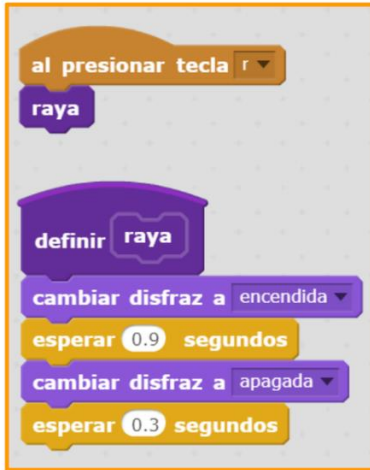 al presionar tecla r
raya
definir raya
cambiar disfraz a encendida
esperar 0.9 segundos
cambiar disfraz a apagada
esperar 0.3 segundos